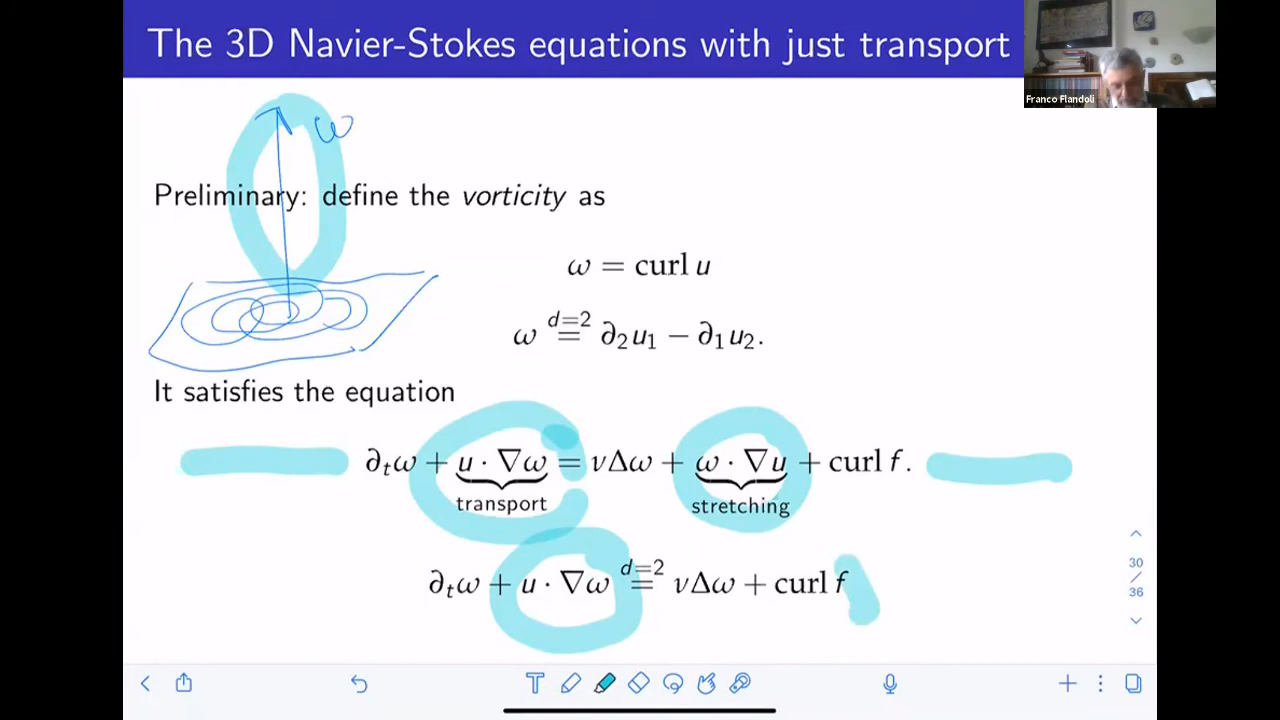 The 3D Navier-Stokes equations with just transport
Franco Flandoli
ω
Preliminary: define the vorticity as
ω = curl u
ω d=2= ∂₂u₁ − ∂₁u₂.
It satisfies the equation
∂ₜω + u · ∇ω = νΔω + ω · ∇u + curl f.
transport stretching
∂ₜω + u · ∇ω d=2= νΔω + curl f
30
/
36
T